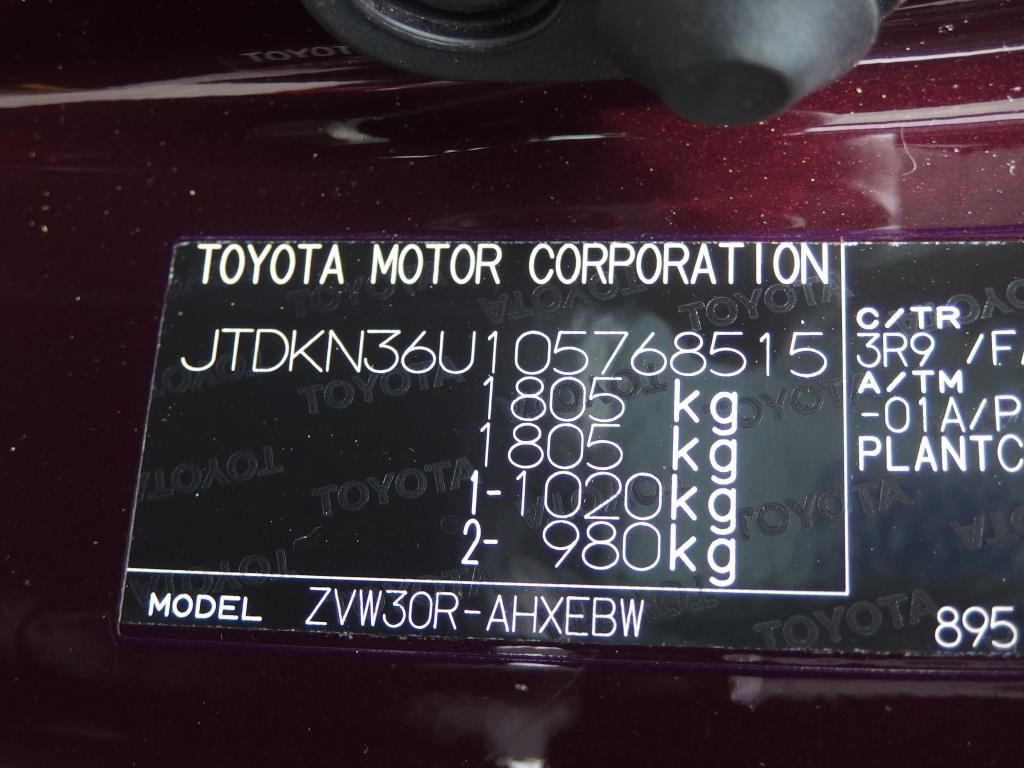 TOYOTA MOTOR CORPORATION
JTDKN36U105768515
1805 kg
1805 kg
1-1020kg
2- 980kg
MODEL ZVW30R-AHXEBW
C/TR
3R9 /F
A/TM
-01A/P
PLANTC
895